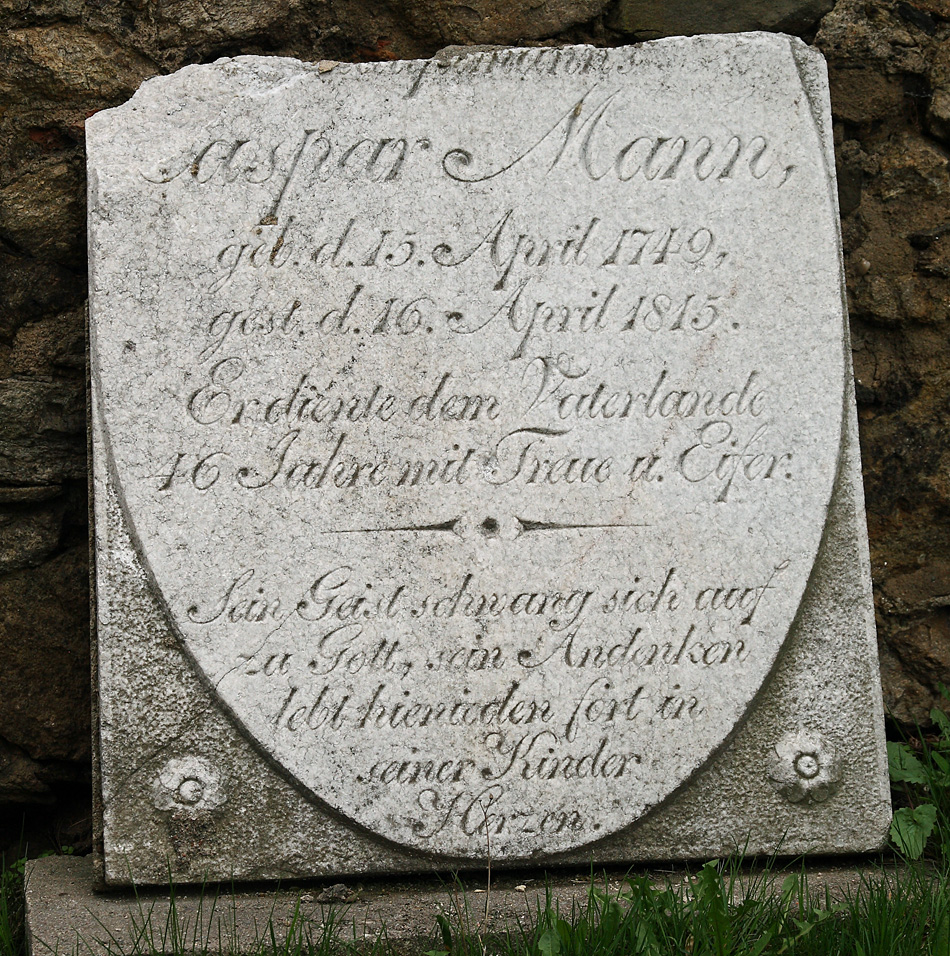 Caspar Mann,
geb. d. 15. April 1749,
gest. d. 16. April 1815.
Er diente dem Vaterlande
46 Jahre mit Treue u. Eifer.
Sein Geist schwang sich auf
zu Gott, sein Andenken
lebt hienieden fort in
seiner Kinder
Herzen.